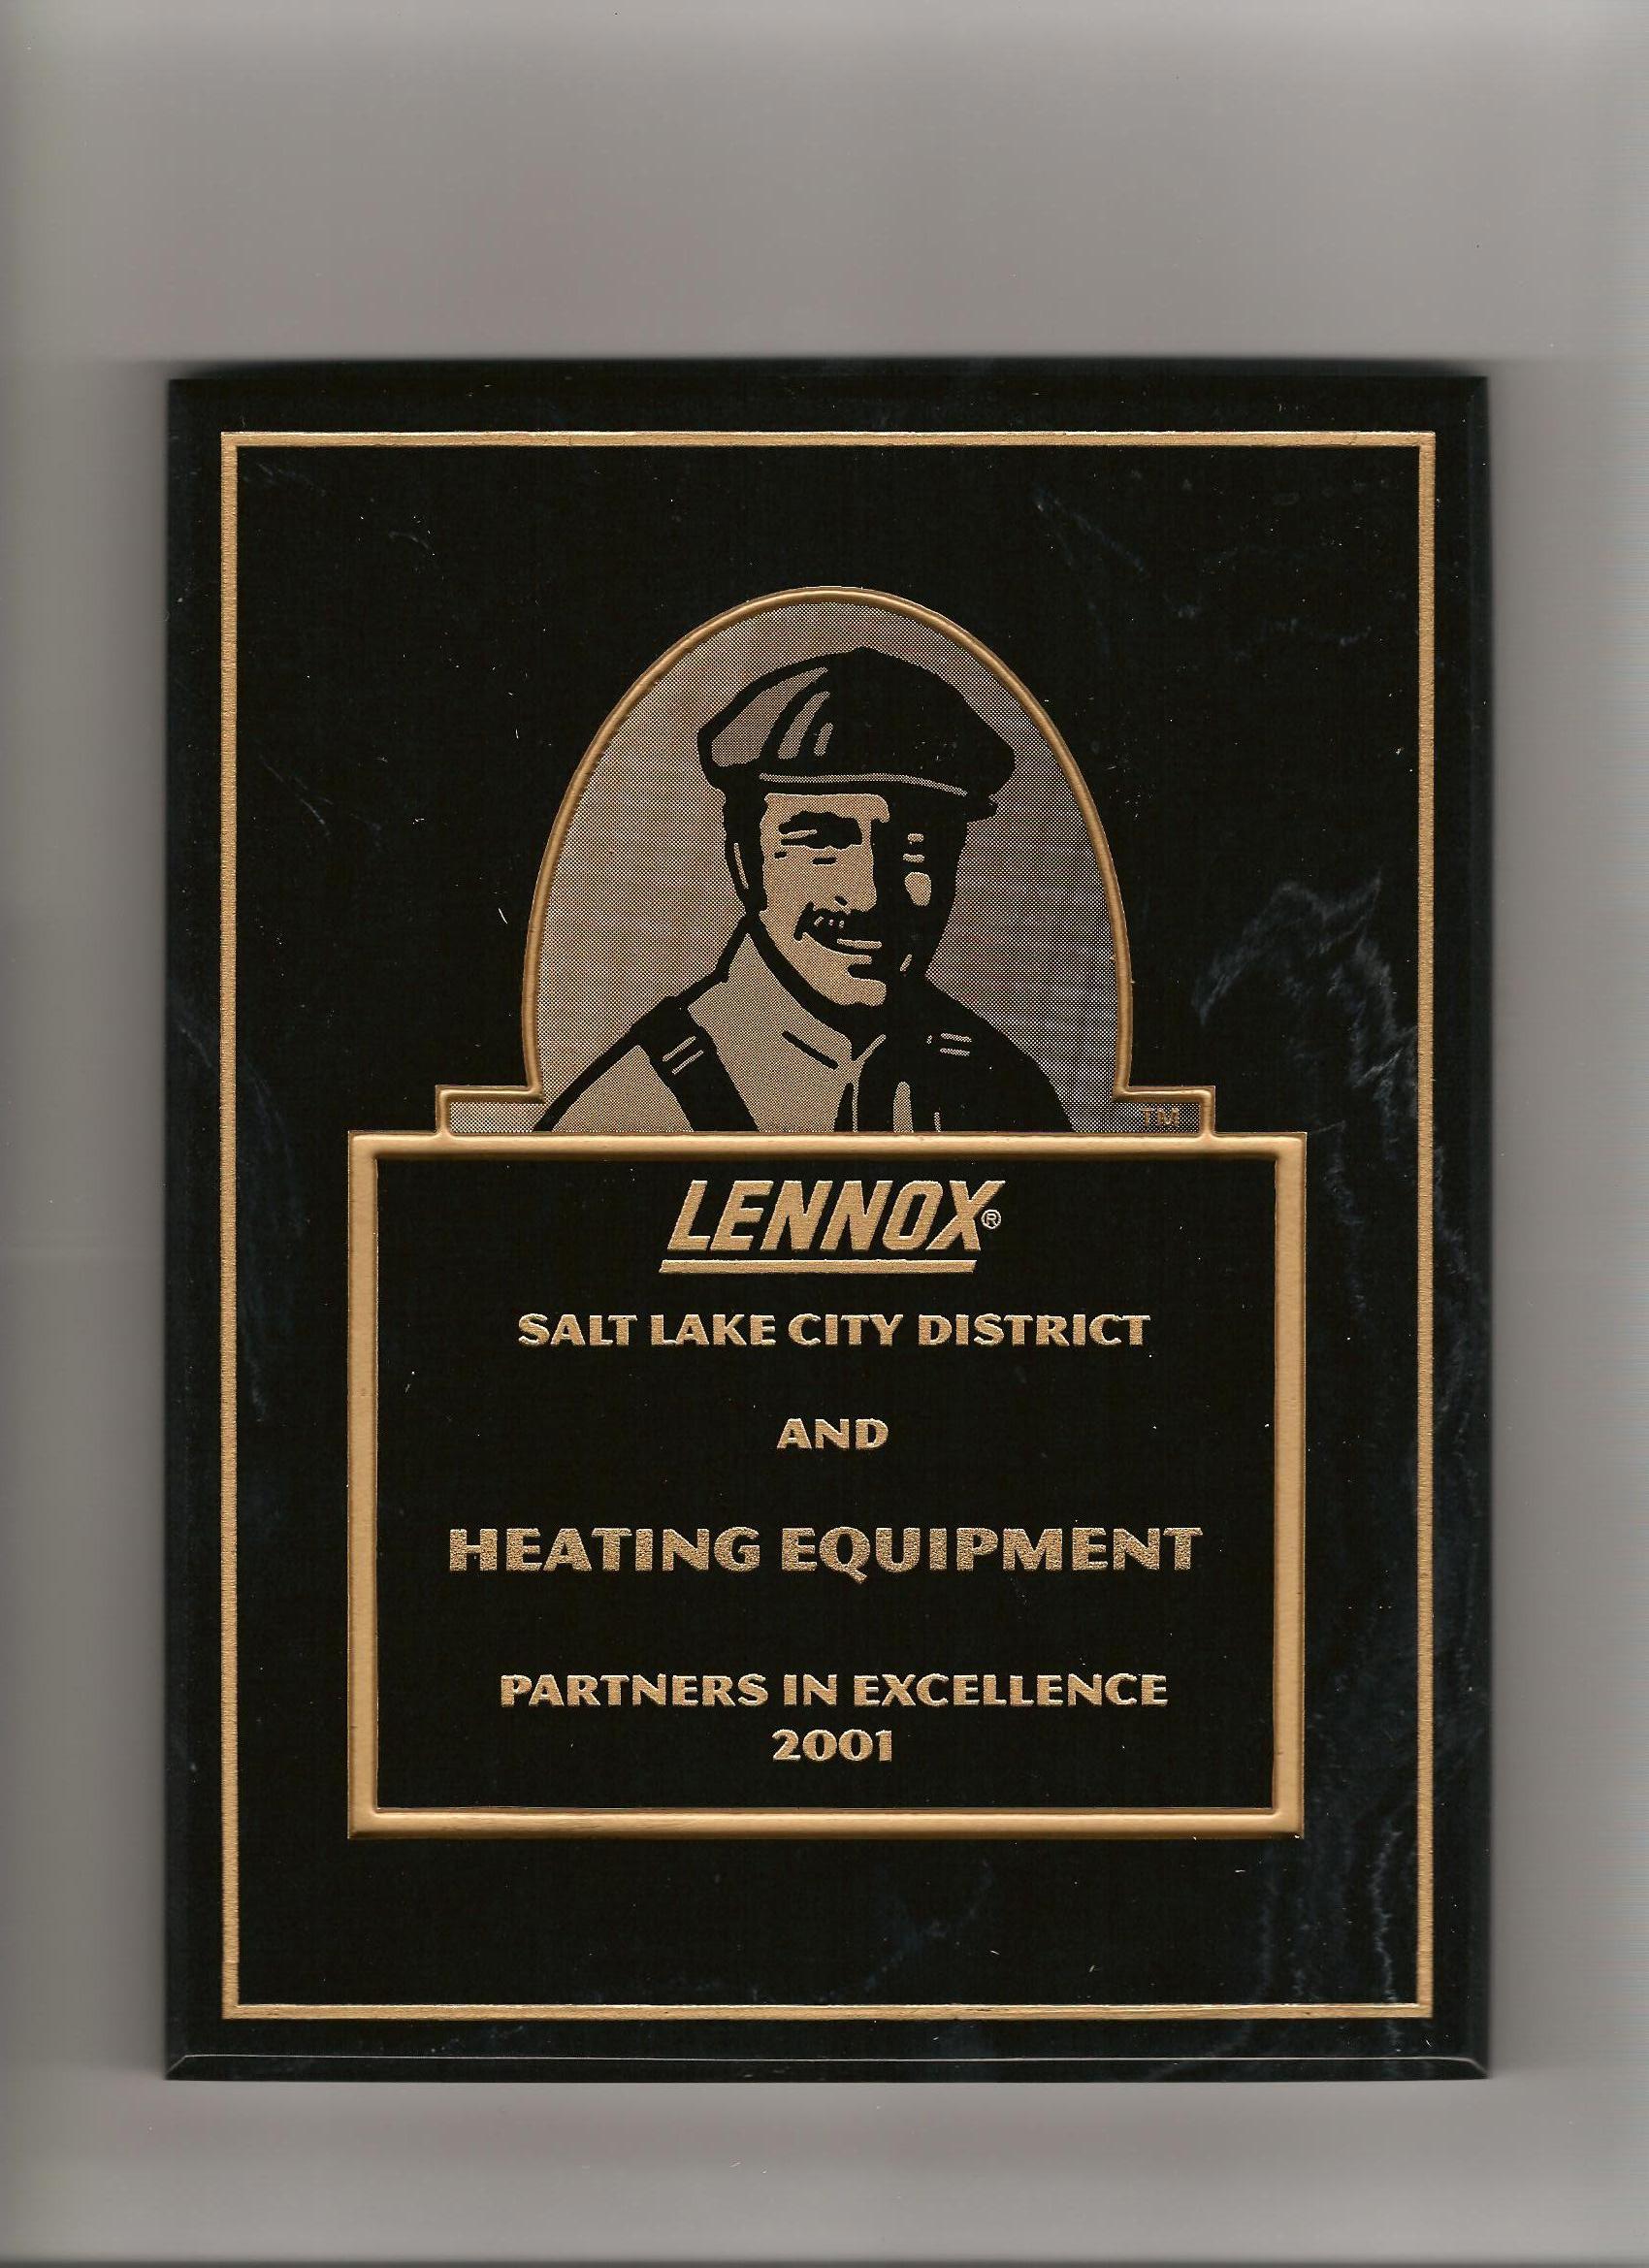 TM
LENNOX®
SALT LAKE CITY DISTRICT
AND
HEATING EQUIPMENT
PARTNERS IN EXCELLENCE
2001